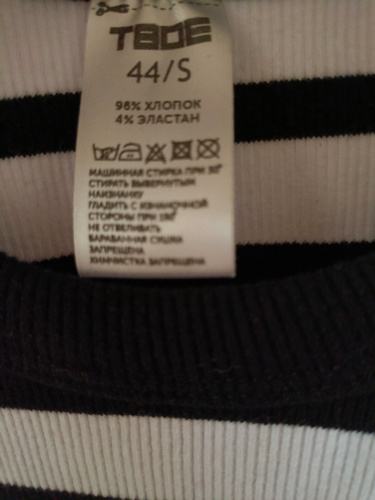 ТВОЕ
44/S
96% ХЛОПОК
4% ЭЛАСТАН
МАШИННАЯ СТИРКА ПРИ 30°
СТИРАТЬ ВЫВЕРНУТЫМ
НАИЗНАНКУ
ГЛАДИТЬ С ИЗНАНОЧНОЙ
СТОРОНЫ ПРИ 110°
НЕ ОТБЕЛИВАТЬ
БАРАБАННАЯ СУШКА
ЗАПРЕЩЕНА
ХИМЧИСТКА ЗАПРЕЩЕНА